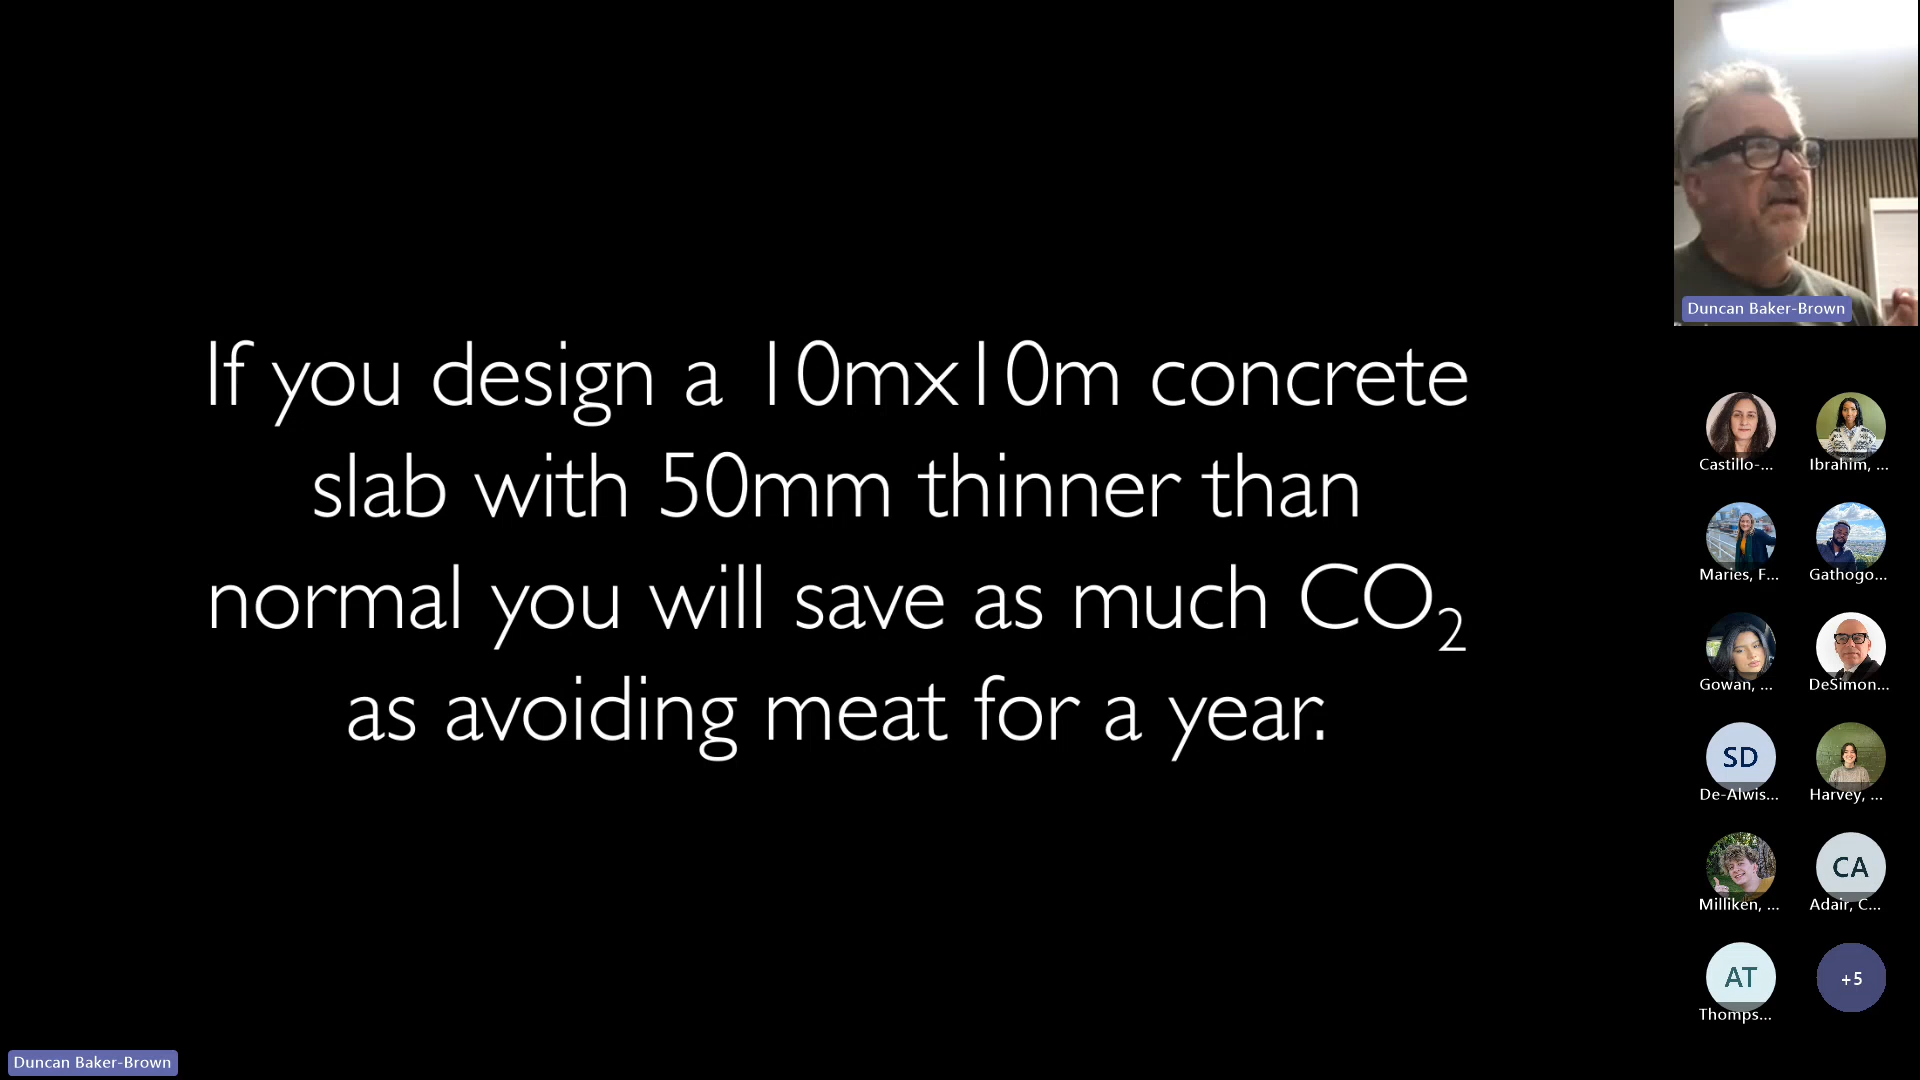 If you design a 10mx10m concrete
slab with 50mm thinner than
normal you will save as much CO₂
as avoiding meat for a year.
Duncan Baker-Brown
Castillo-...
Ibrahim, ...
Maries, F...
Gathogo...
Gowan, ...
DeSimon...
SD
De-Alwis...
Harvey, ...
Milliken, ...
CA
Adair, C...
AT
Thomps...
+5
Duncan Baker-Brown